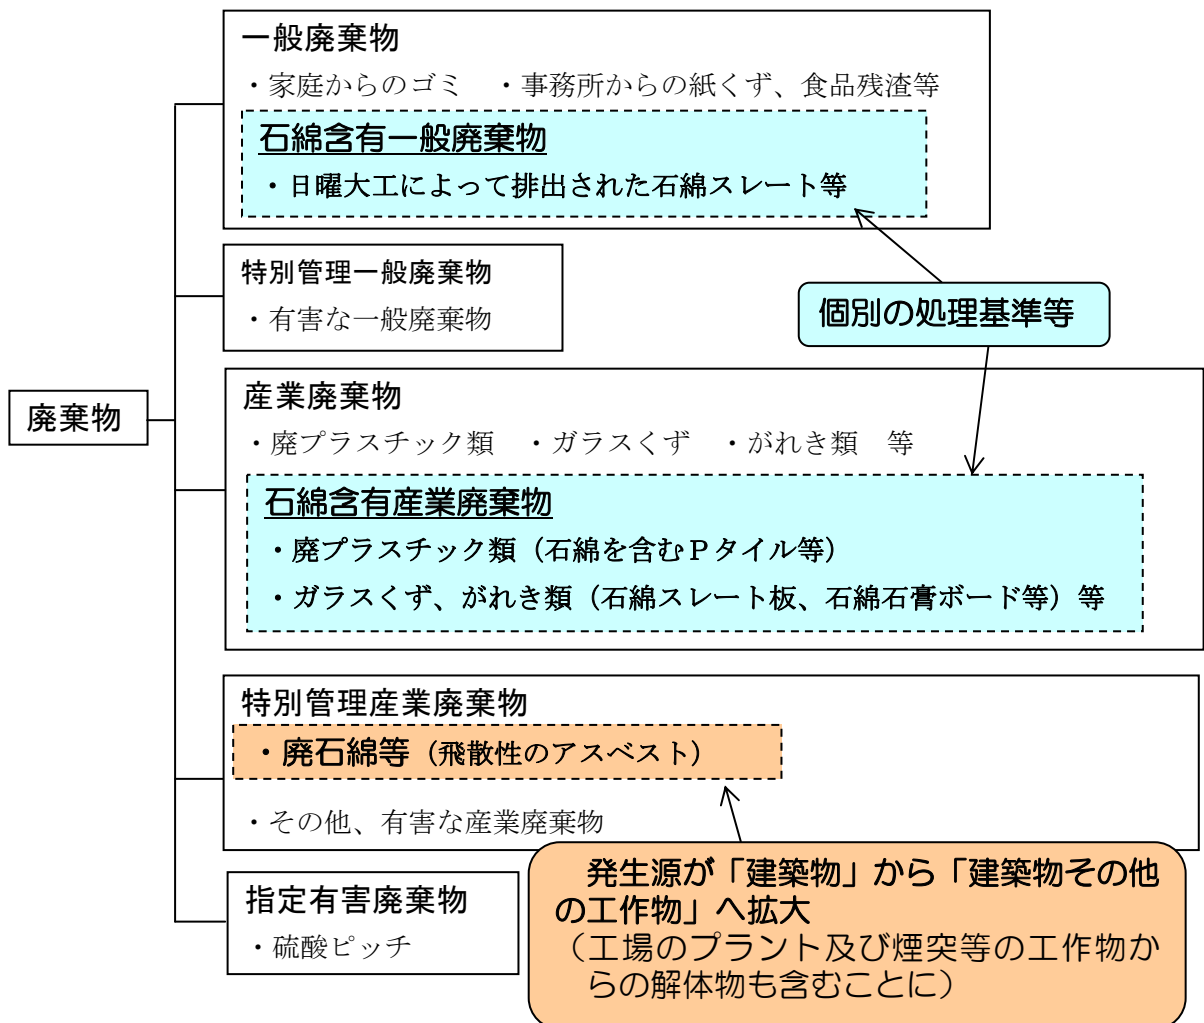 一般廃棄物
・家庭からのゴミ　・事務所からの紙くず、食品残渣等
石綿含有一般廃棄物
・日曜大工によって排出された石綿スレート等
特別管理一般廃棄物
・有害な一般廃棄物
個別の処理基準等
廃棄物
産業廃棄物
・廃プラスチック類　・ガラスくず　・がれき類　等
石綿含有産業廃棄物
・廃プラスチック類（石綿を含むＰタイル等）
・ガラスくず、がれき類（石綿スレート板、石綿石膏ボード等）等
特別管理産業廃棄物
・廃石綿等（飛散性のアスベスト）
・その他、有害な産業廃棄物
発生源が「建築物」から「建築物その他
の工作物」へ拡大
（工場のプラント及び煙突等の工作物か
らの解体物も含むことに）
指定有害廃棄物
・硫酸ピッチ